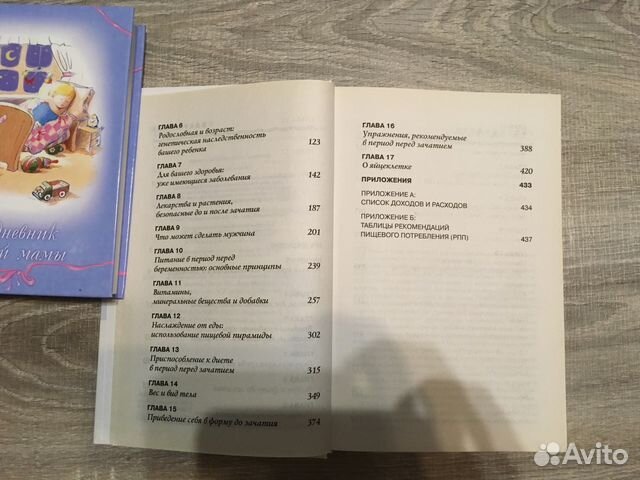 дневник
й мамы
ГЛАВА 6
Родословная и возраст:
генетическая наследственность
вашего ребенка 123
ГЛАВА 7
Для вашего здоровья:
уже имеющиеся заболевания 142
ГЛАВА 8
Лекарства и растения,
безопасные до и после зачатия 187
ГЛАВА 9
Что может сделать мужчина 201
ГЛАВА 10
Питание в период перед
беременностью: основные принципы 239
ГЛАВА 11
Витамины,
минеральные вещества и добавки 257
ГЛАВА 12
Наслаждение от еды:
использование пищевой пирамиды 302
ГЛАВА 13
Приспособление к диете
в период перед зачатием 315
ГЛАВА 14
Вес и вид тела 349
ГЛАВА 15
Приведение себя в форму до зачатия 374
ГЛАВА 16
Упражнения, рекомендуемые
в период перед зачатием 388
ГЛАВА 17
О яйцеклетке 420
ПРИЛОЖЕНИЯ 433
ПРИЛОЖЕНИЕ А:
СПИСОК ДОХОДОВ И РАСХОДОВ 434
ПРИЛОЖЕНИЕ Б:
ТАБЛИЦЫ РЕКОМЕНДАЦИЙ
ПИЩЕВОГО ПОТРЕБЛЕНИЯ (РПП) 437
Avito